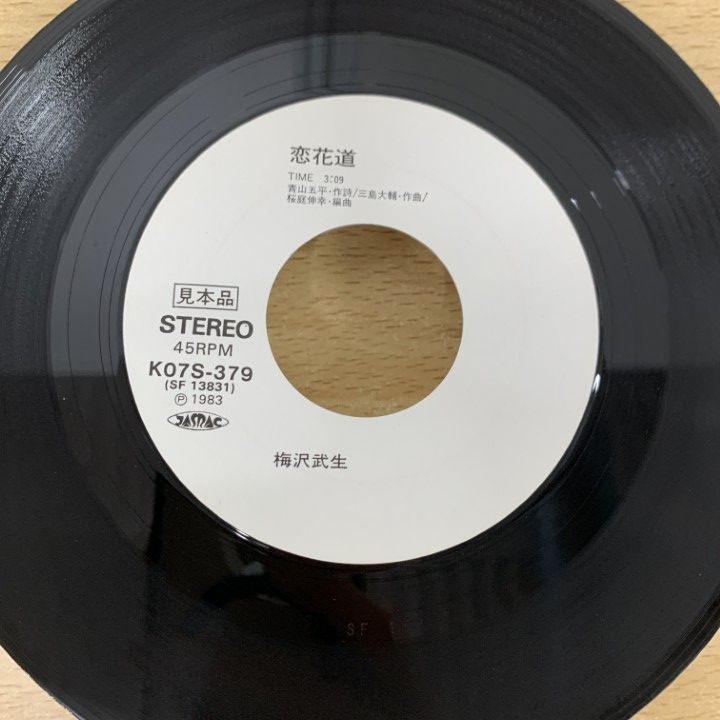 恋花道
TIME 3:09
青山五平・作詩/三島大輔・作曲/
桜庭伸幸・編曲
見本品
STEREO
45RPM
K07S-379
(SF 13831)
Ⓟ 1983
JASRAC
梅沢武生
SF